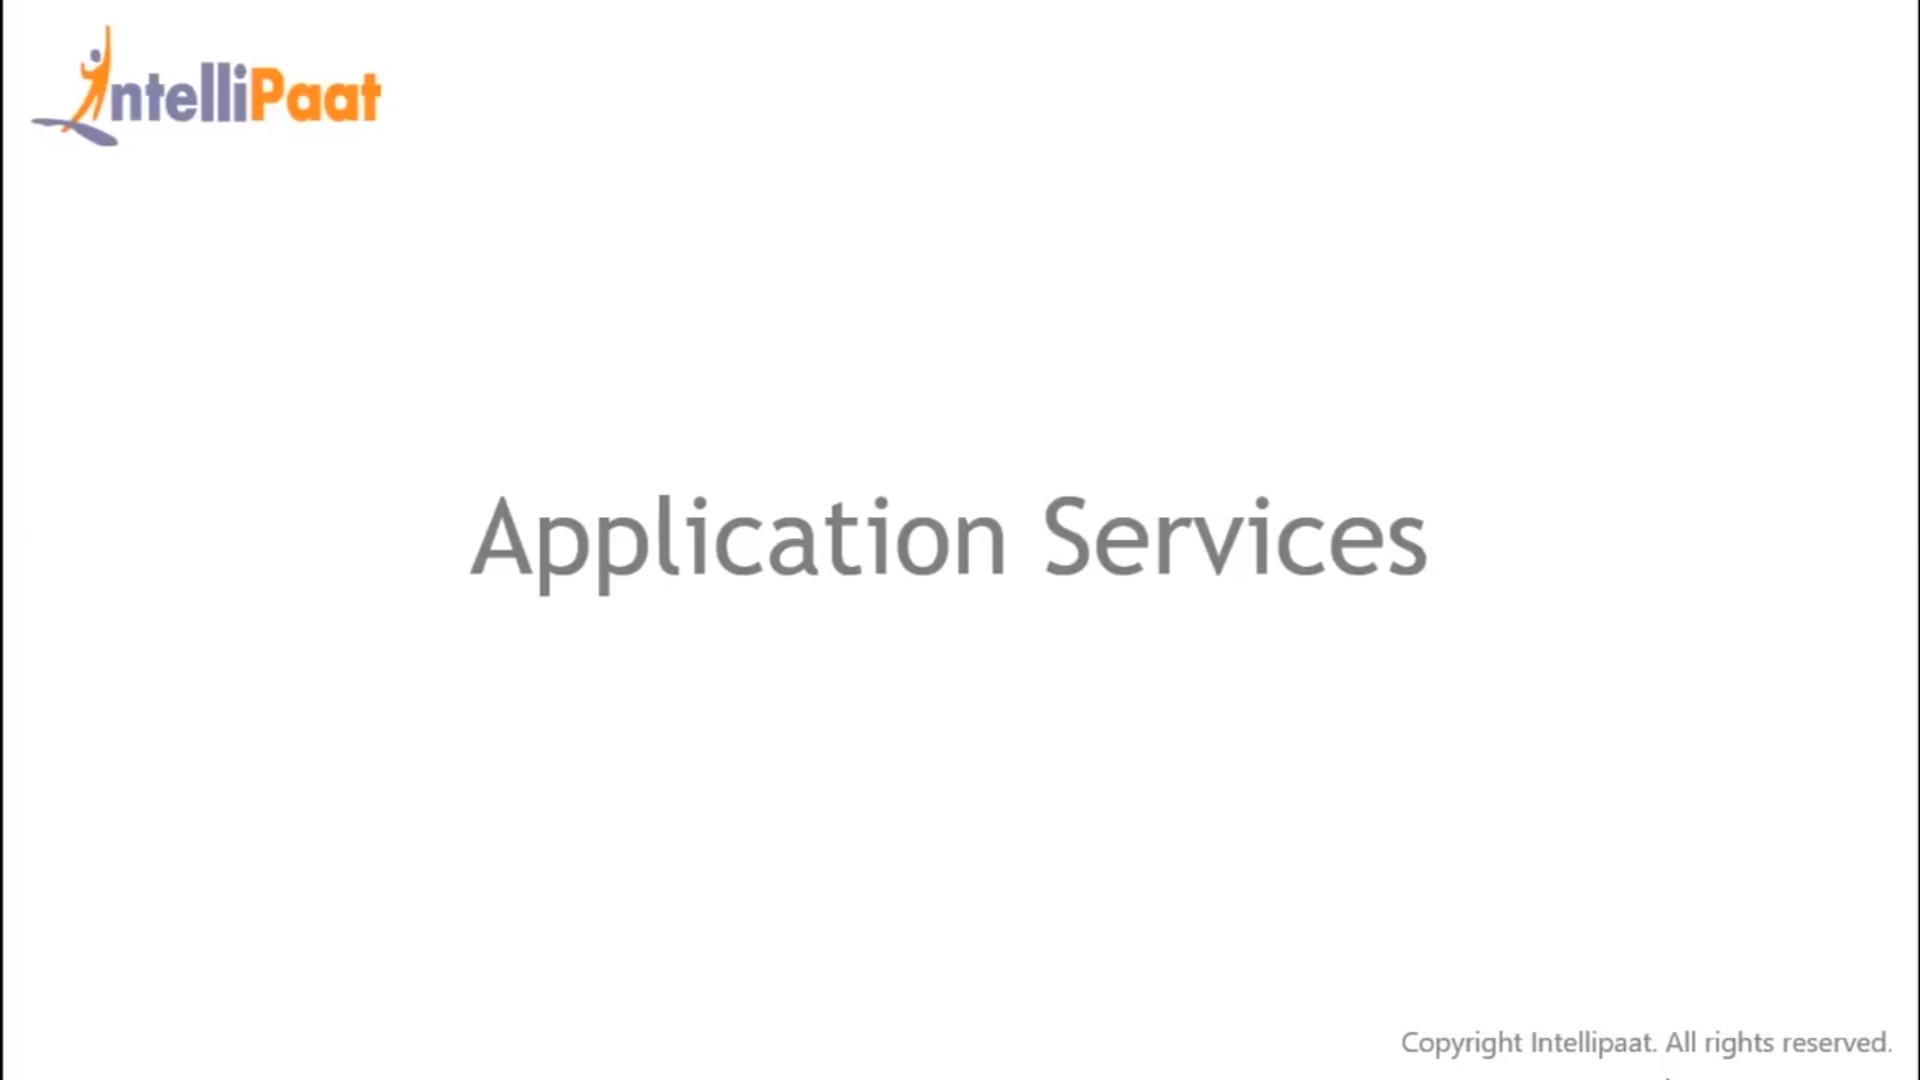 IntelliPaat
Application Services
Copyright Intellipaat. All rights reserved.